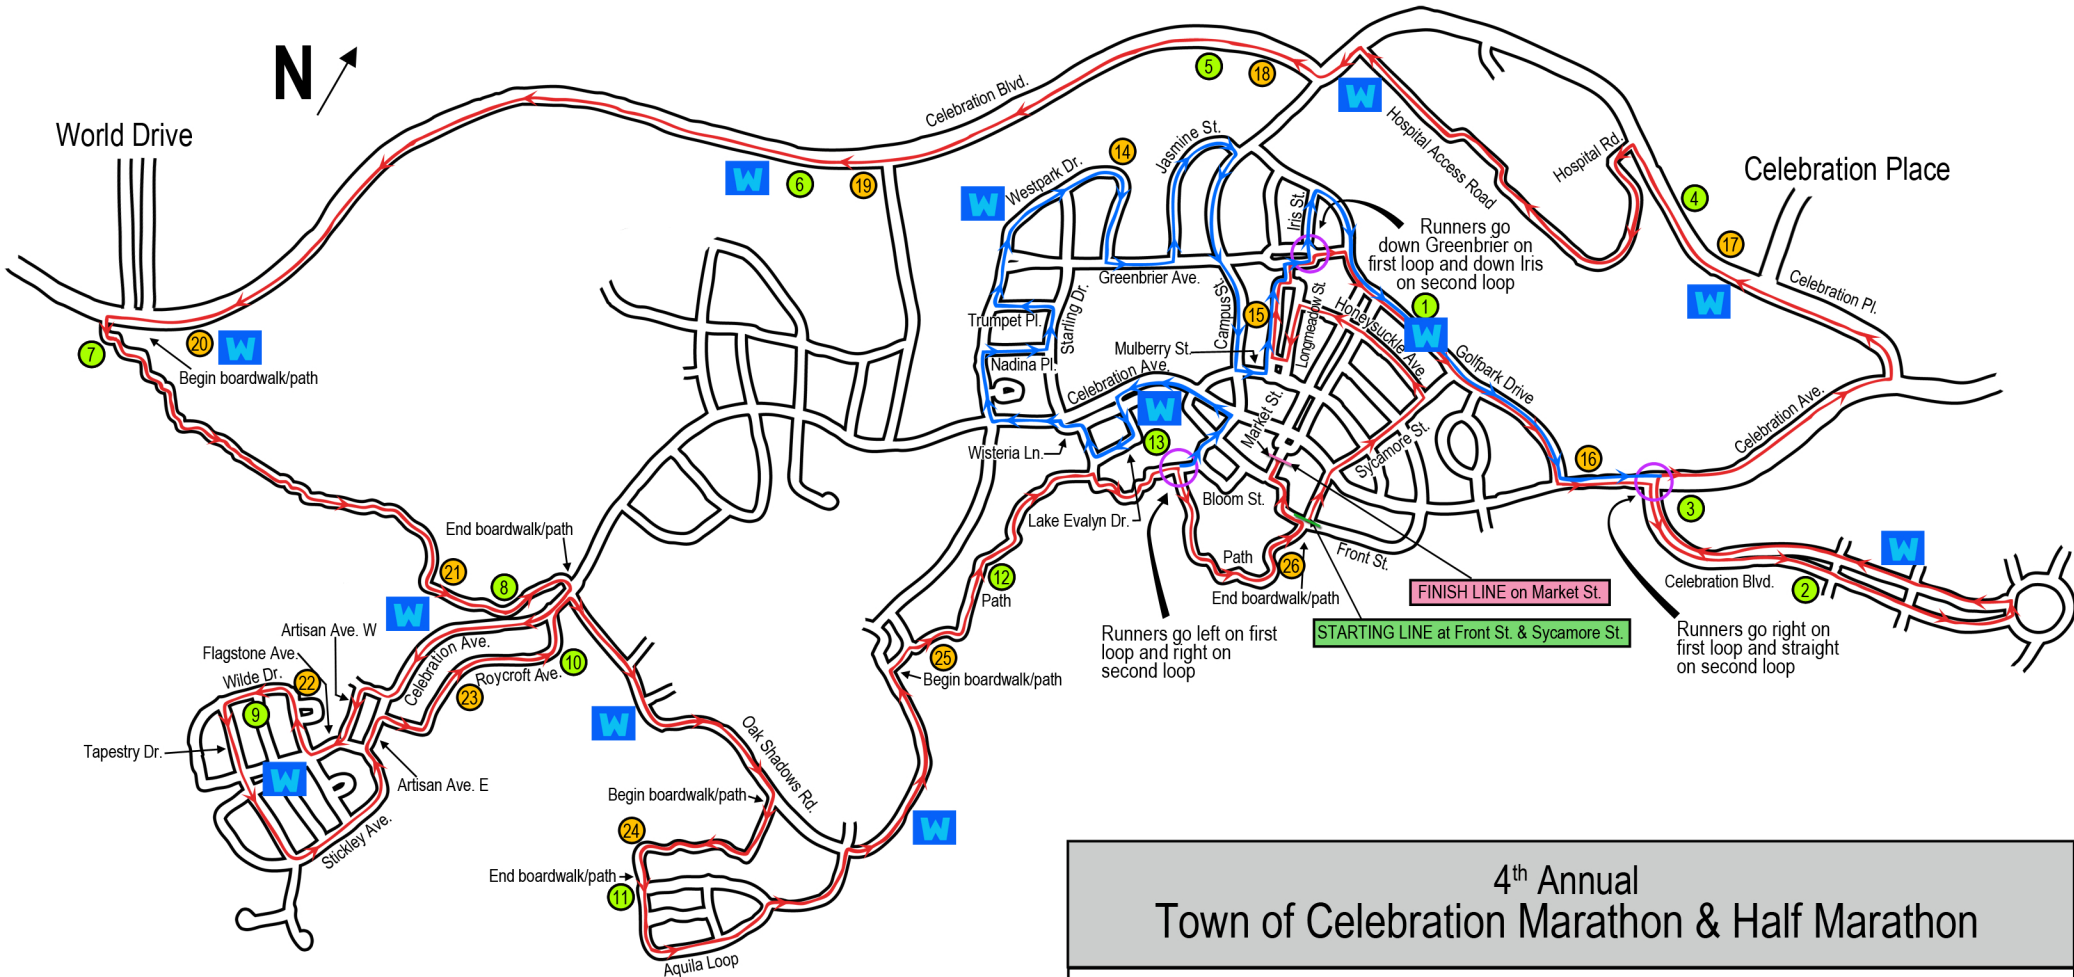 N
World Drive
Celebration Blvd.
5
18
W
Hospital Access Road
Hospital Rd.
Celebration Place
4
17
W
Celebration Pl.
W
6
19
W
Westpark Dr.
14
Jasmine St.
Iris St.
Runners go
down Greenbrier on
first loop and down Iris
on second loop
Greenbrier Ave.
Campus St.
15
Longmeadow St.
Honeysuckle Ave.
1
W
Golfpark Drive
Trumpet Pl.
Starling Dr.
Nadina Pl.
Mulberry St.
Celebration Ave.
W
13
Market St.
Sycamore St.
Celebration Ave.
7
20
W
Begin boardwalk/path
Wisteria Ln.
Lake Evalyn Dr.
Bloom St.
16
3
Path
Front St.
26
End boardwalk/path
12
Path
FINISH LINE on Market St.
STARTING LINE at Front St. & Sycamore St.
Runners go left on first
loop and right on
second loop
Celebration Blvd.
2
W
Runners go right on
first loop and straight
on second loop
End boardwalk/path
21
8
W
Artisan Ave. W
Flagstone Ave.
Wilde Dr.
22
9
Celebration Ave.
Roycroft Ave.
10
23
Tapestry Dr.
W
Artisan Ave. E
Stickley Ave.
W
Oak Shadows Rd.
25
Begin boardwalk/path
Begin boardwalk/path
24
End boardwalk/path
11
Aquila Loop
W
4th Annual
Town of Celebration Marathon & Half Marathon